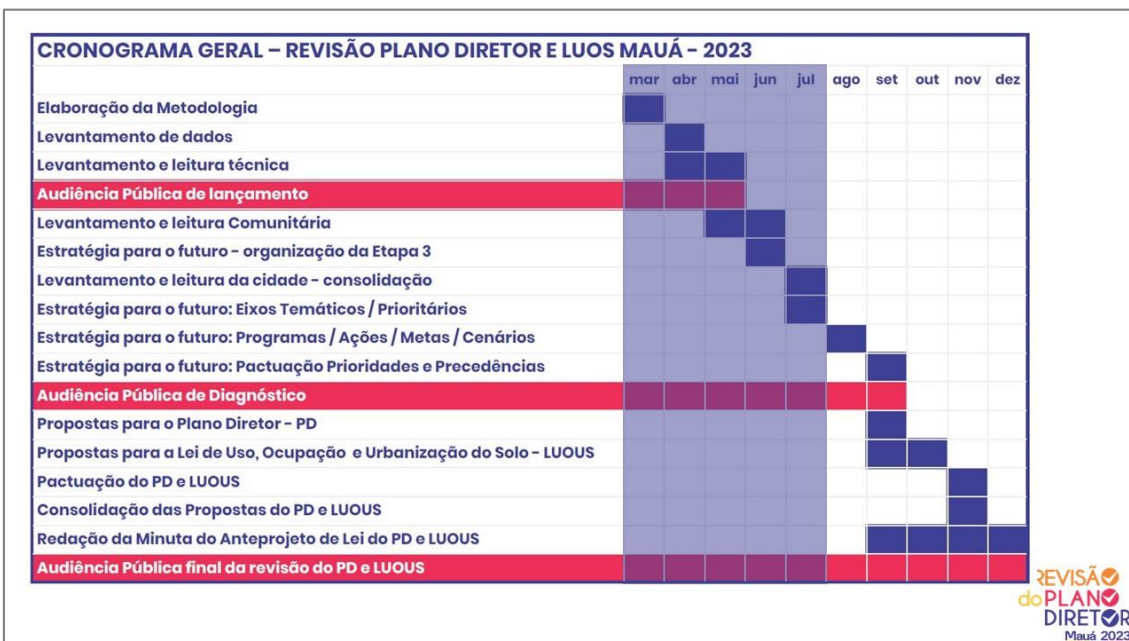 CRONOGRAMA GERAL – REVISÃO PLANO DIRETOR E LUOS MAUÁ - 2023
mar abr mai jun jul ago set out nov dez
Elaboração da Metodologia
Levantamento de dados
Levantamento e leitura técnica
Audiência Pública de lançamento
Levantamento e leitura Comunitária
Estratégia para o futuro - organização da Etapa 3
Levantamento e leitura da cidade - consolidação
Estratégia para o futuro: Eixos Temáticos / Prioritários
Estratégia para o futuro: Programas / Ações / Metas / Cenários
Estratégia para o futuro: Pactuação Prioridades e Precedências
Audiência Pública de Diagnóstico
Propostas para o Plano Diretor - PD
Propostas para a Lei de Uso, Ocupação e Urbanização do Solo - LUOUS
Pactuação do PD e LUOUS
Consolidação das Propostas do PD e LUOUS
Redação da Minuta do Anteprojeto de Lei do PD e LUOUS
Audiência Pública final da revisão do PD e LUOUS
REVISÃO
do PLANO
DIRETOR
Mauá 2023